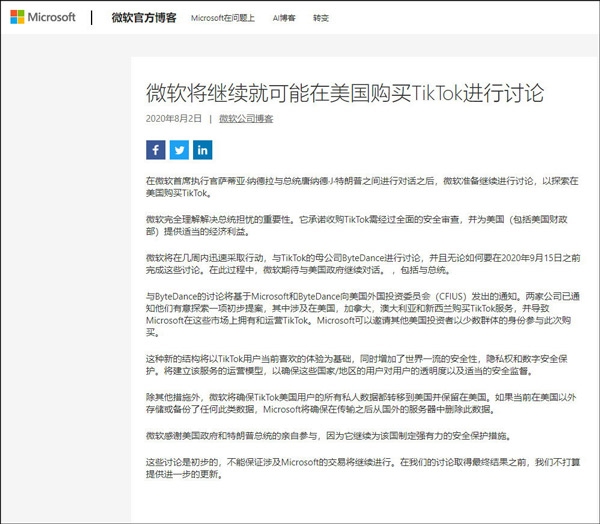 Microsoft 微软官方博客 Microsoft在问题上 AI博客 转变
微软将继续就可能在美国购买TikTok进行讨论
2020年8月2日 | 微软公司博客
在微软首席执行官萨蒂亚·纳德拉与总统唐纳德·J·特朗普之间进行对话之后，微软准备继续进行讨论，以探索在
美国购买TikTok。
微软完全理解解决总统担忧的重要性。它承诺收购TikTok需经过全面的安全审查，并为美国（包括美国财政
部）提供适当的经济利益。
微软将在几周内迅速采取行动，与TikTok的母公司ByteDance进行讨论，并且无论如何要在2020年9月15日之前
完成这些讨论。在此过程中，微软期待与美国政府继续对话。 ，包括与总统。
与ByteDance的讨论将基于Microsoft和ByteDance向美国外国投资委员会（CFIUS）发出的通知。两家公司已通
知他们有意探索一项初步提案，其中涉及在美国，加拿大，澳大利亚和新西兰购买TikTok服务，并导致
Microsoft在这些市场上拥有和运营TikTok。Microsoft可以邀请其他美国投资者以少数群体的身份参与此次购
买。
这种新的结构将以TikTok用户当前喜欢的体验为基础，同时增加了世界一流的安全性，隐私权和数字安全保
护。将建立该服务的运营模型，以确保这些国家/地区的用户对用户的透明度以及适当的安全监督。
除其他措施外，微软将确保TikTok美国用户的所有私人数据都转移到美国并保留在美国。如果当前在美国以外
存储或备份了任何此类数据，Microsoft将确保在传输之后从国外的服务器中删除此数据。
微软感谢美国政府和特朗普总统的亲自参与，因为它继续为该国制定强有力的安全保护措施。
这些讨论是初步的，不能保证涉及Microsoft的交易将继续进行。在我们的讨论取得最终结果之前，我们不打算
提供进一步的更新。